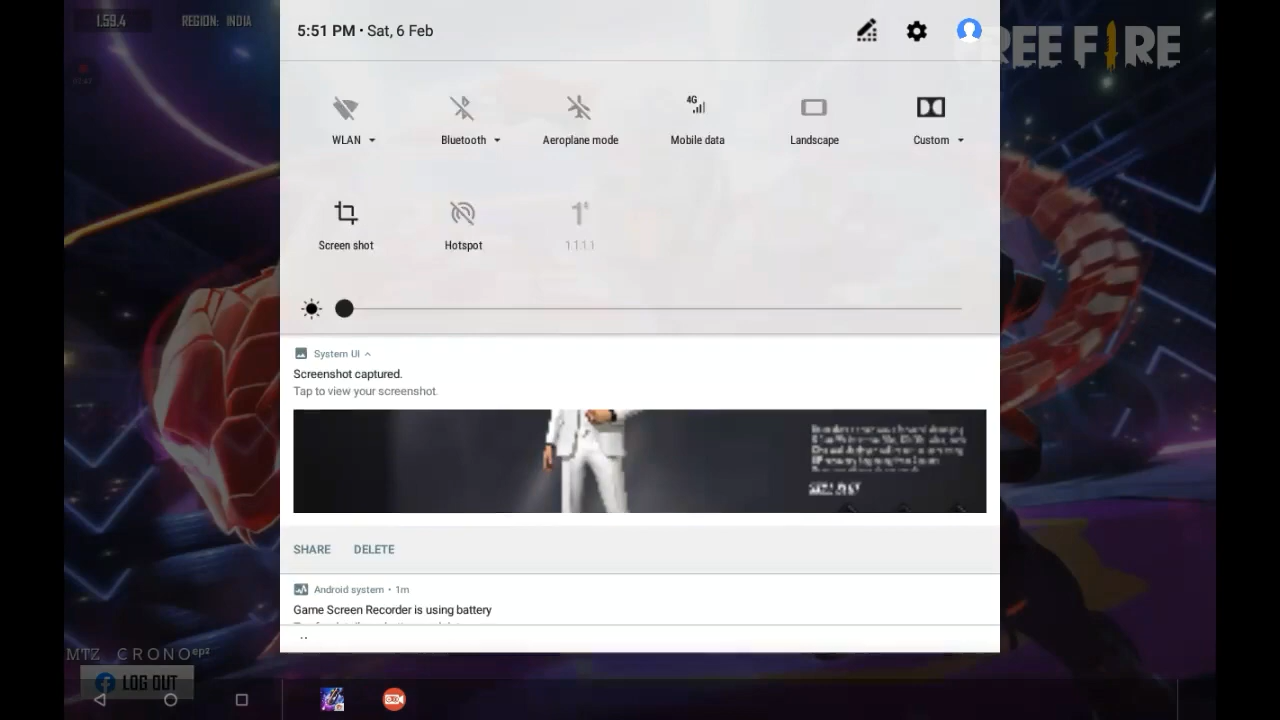 1.59.4
REGION: INDIA
5:51 PM • Sat, 6 Feb
FREE FIRE
4G
WLAN
Bluetooth
Aeroplane mode
Mobile data
Landscape
Custom
Screen shot
Hotspot
1.1.1.1
System UI
Screenshot captured.
Tap to view your screenshot.
SHARE
DELETE
Android system • 1m
Game Screen Recorder is using battery
MTZ CRONO
LOG OUT